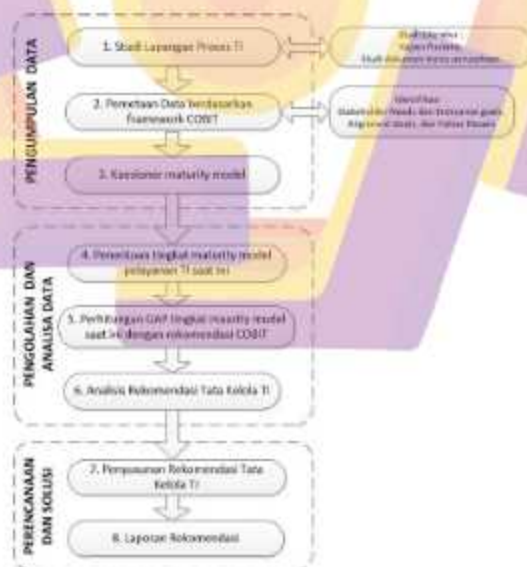 PENGUMPULAN DATA
1. Studi Lapangan Proses TI
2. Pemetaan Data berdasarkan
framework COBIT
3. Kuesioner maturity model
PENGOLAHAN DAN
ANALISA DATA
4. Penentuan tingkat maturity model
pelayanan TI saat ini
5. Perhitungan GAP tingkat maurity model
saat ini dengan rekomendasi COBIT
6. Analisis Rekomendasi Tata Kelola TI
PERENCANAAN
DAN SOLUSI
7. Penyusunan Rekomendasi Tata
Kelola TI
8. Laporan Rekomendasi